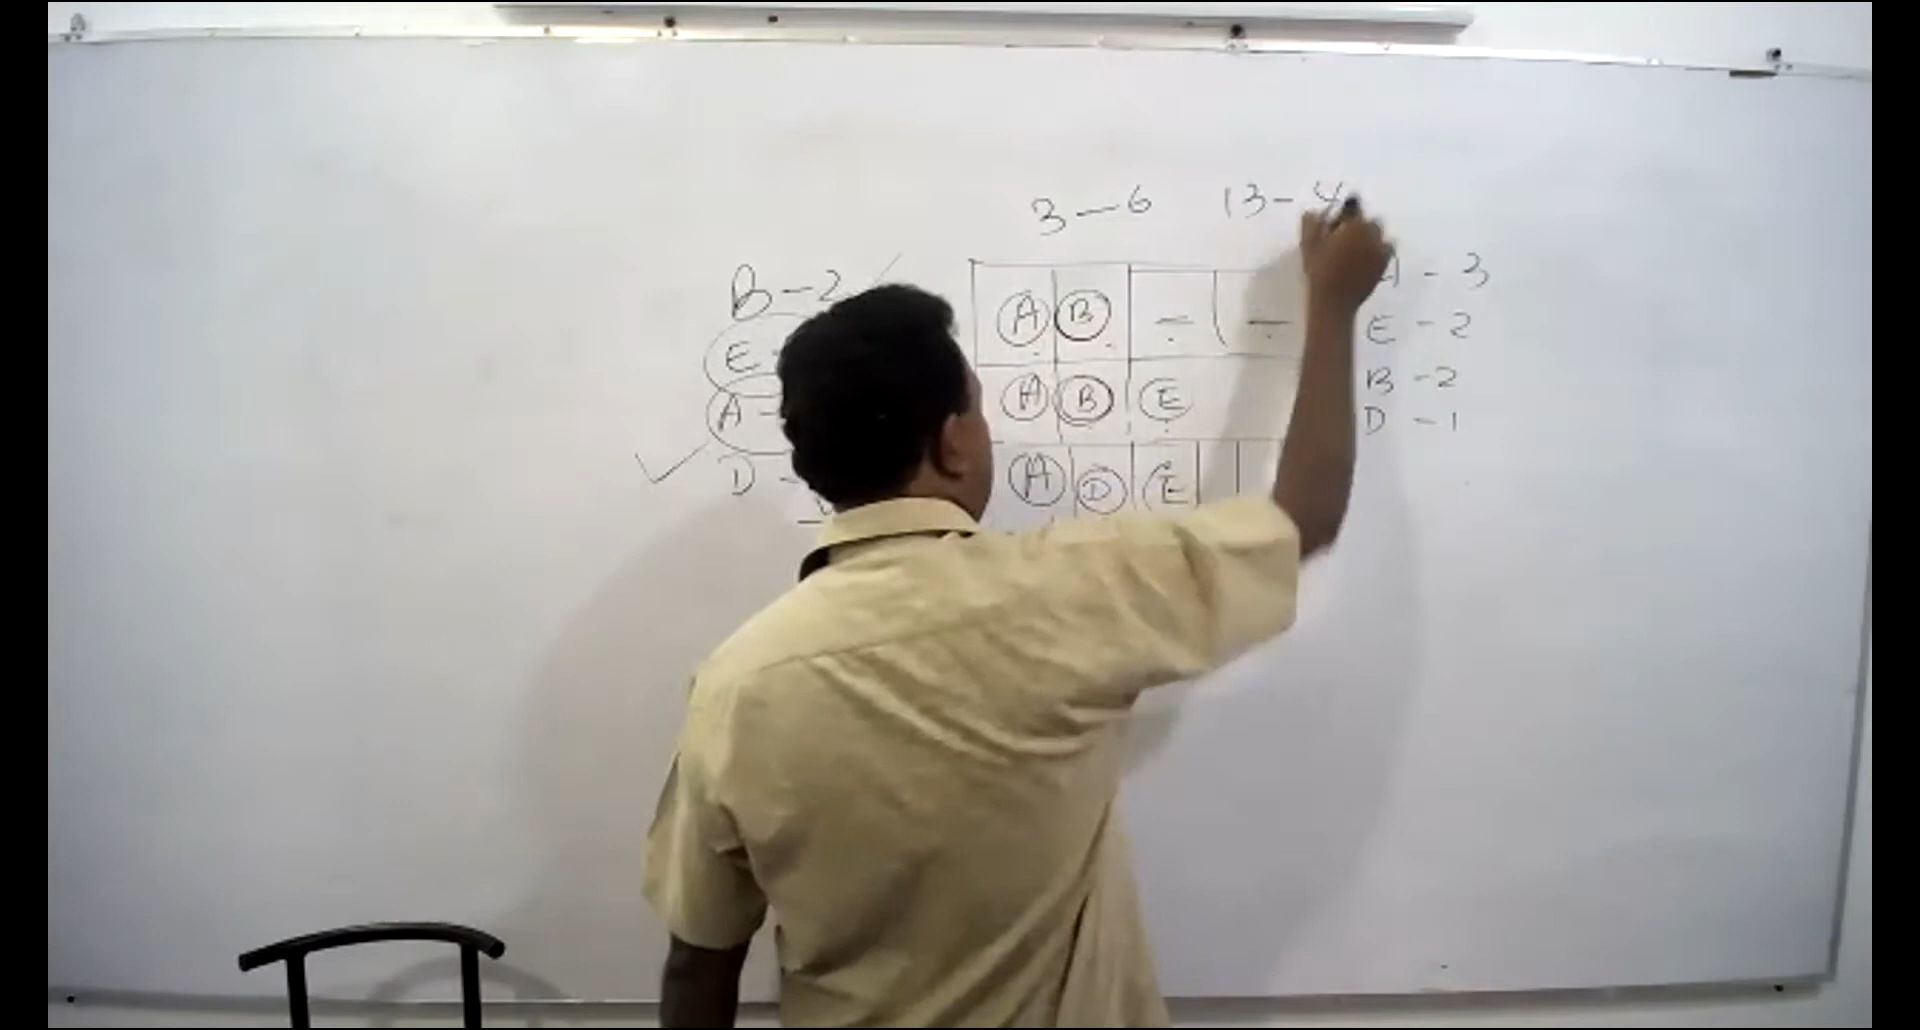 3 — 6 13 - 4
B - 2
E
A -
D -
A B — —
A B E
A D E
A - 3
E - 2
B - 2
D - 1